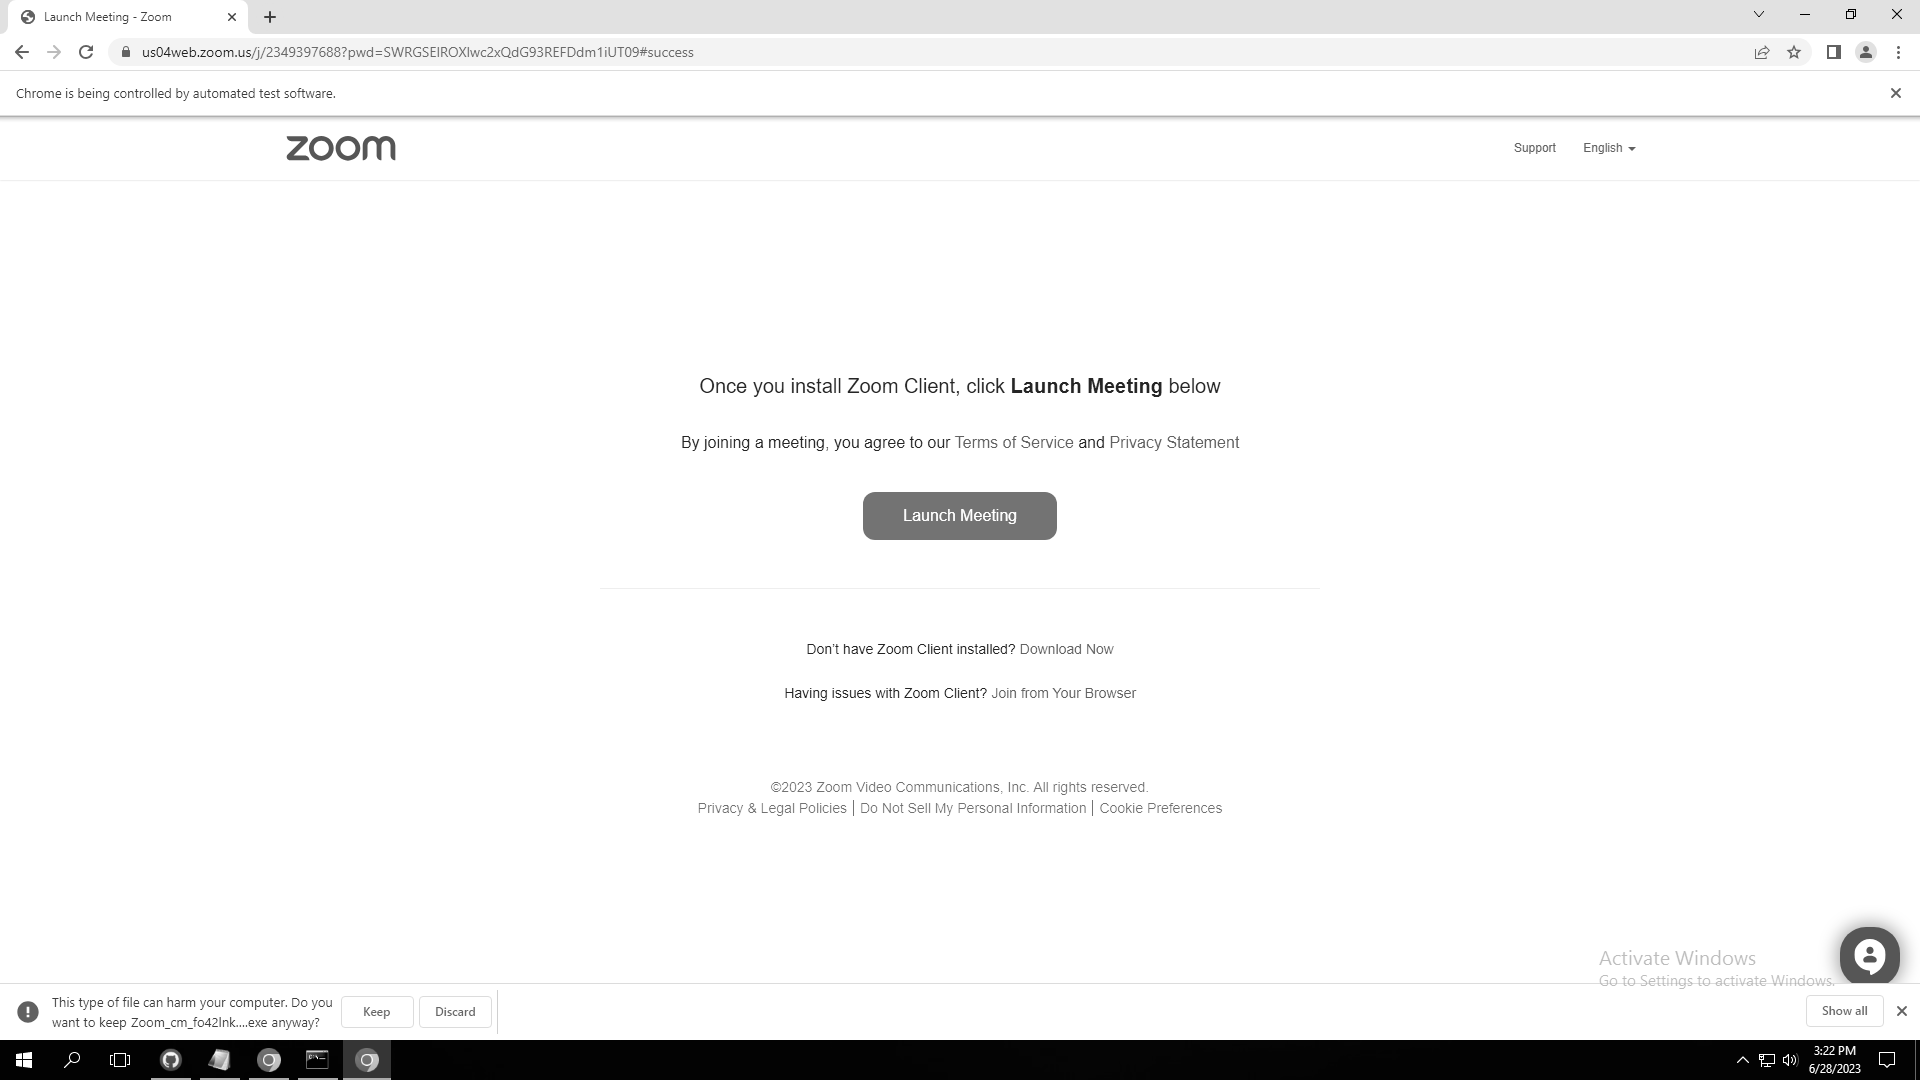 Launch Meeting - Zoom
us04web.zoom.us/j/2349397688?pwd=SWRGSElROXlwc2xQdG93REFDdm1iUT09#success
Chrome is being controlled by automated test software.
zoom
Support
English
Once you install Zoom Client, click Launch Meeting below
By joining a meeting, you agree to our Terms of Service and Privacy Statement
Launch Meeting
Don't have Zoom Client installed? Download Now
Having issues with Zoom Client? Join from Your Browser
©2023 Zoom Video Communications, Inc. All rights reserved.
Privacy & Legal Policies | Do Not Sell My Personal Information | Cookie Preferences
Activate Windows
Go to Settings to activate Windows.
This type of file can harm your computer. Do you
want to keep Zoom_cm_fo42lnk....exe anyway?
Keep
Discard
Show all
3:22 PM
6/28/2023